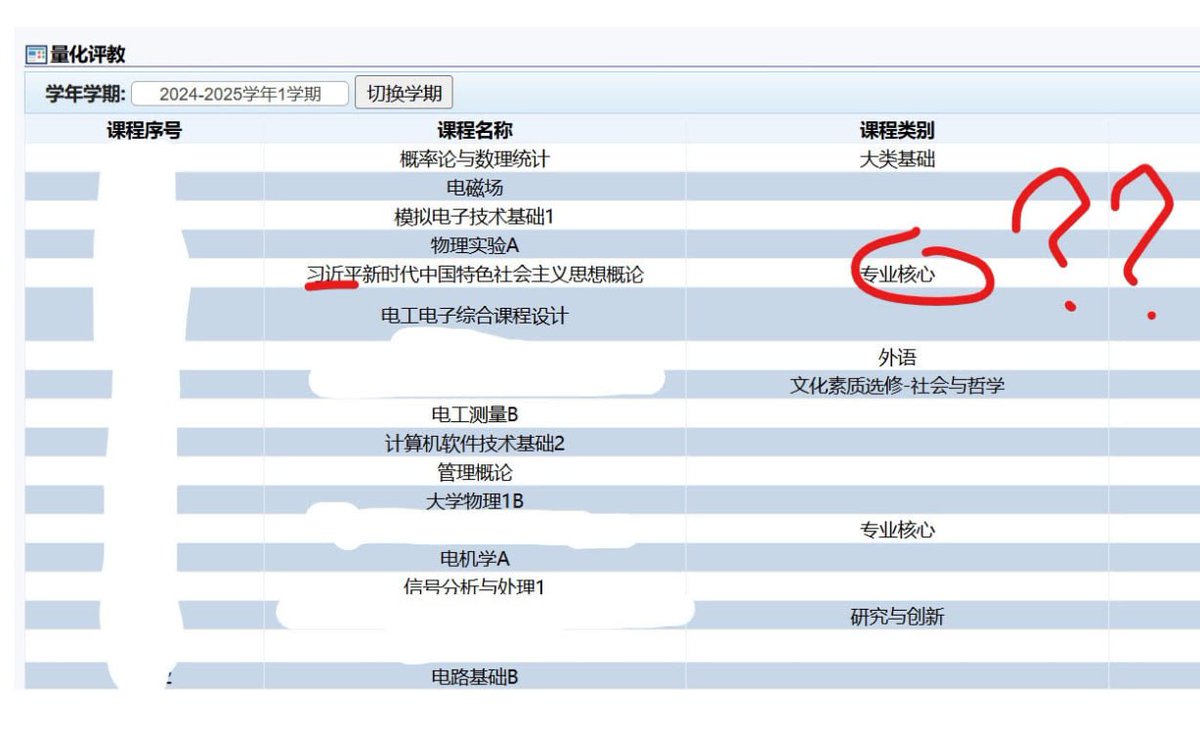 量化评教
学年学期: 2024-2025学年1学期 切换学期
课程序号 课程名称 课程类别
概率论与数理统计 大类基础
电磁场
模拟电子技术基础1
物理实验A
习近平新时代中国特色社会主义思想概论 专业核心 ??
电工电子综合课程设计
外语
文化素质选修-社会与哲学
电工测量B
计算机软件技术基础2
管理概论
大学物理1B
专业核心
电机学A
信号分析与处理1
研究与创新
电路基础B